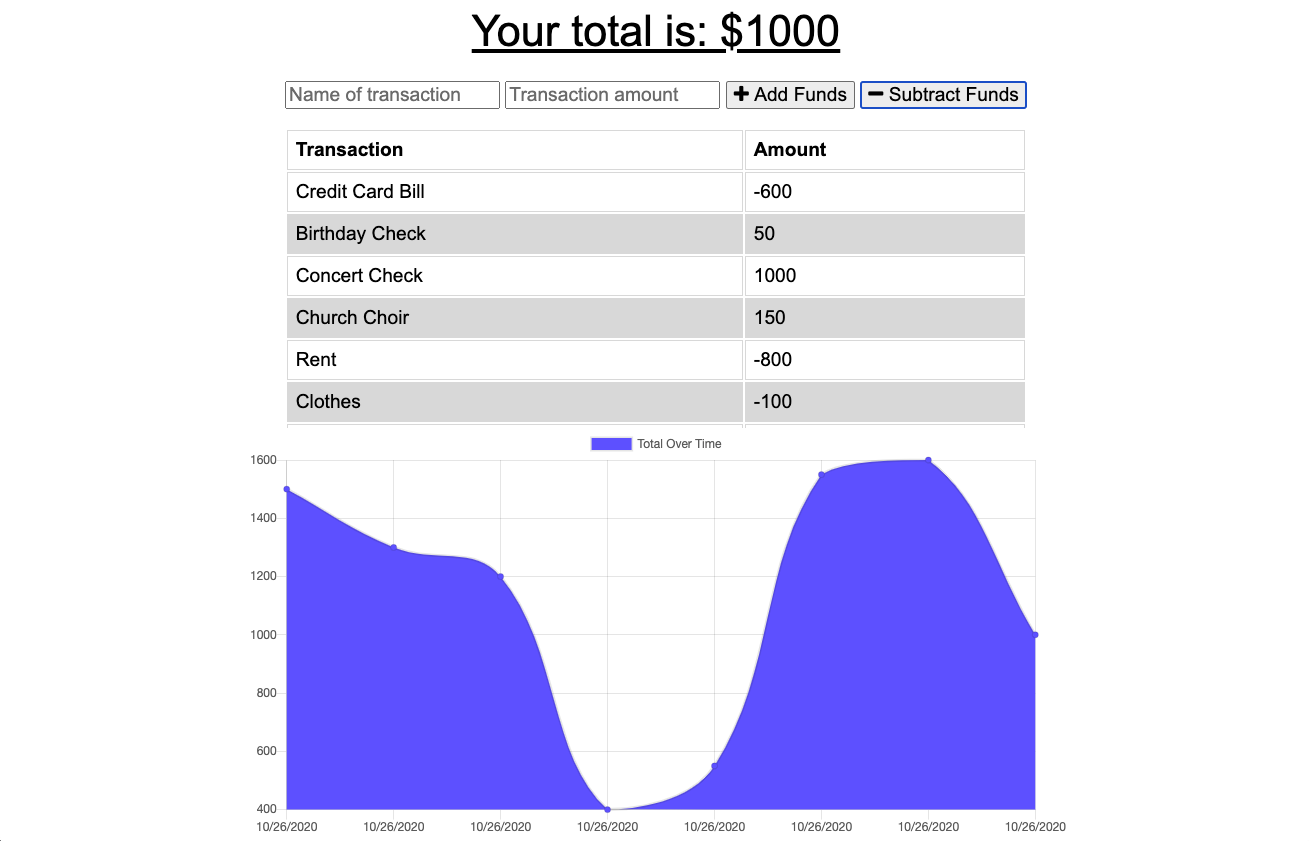 Your total is: $1000
Name of transaction Transaction amount Add Funds Subtract Funds
Transaction Amount
Credit Card Bill -600
Birthday Check 50
Concert Check 1000
Church Choir 150
Rent -800
Clothes -100
Total Over Time
1600
1400
1200
1000
800
600
400
10/26/2020 10/26/2020 10/26/2020 10/26/2020 10/26/2020 10/26/2020 10/26/2020 10/26/2020